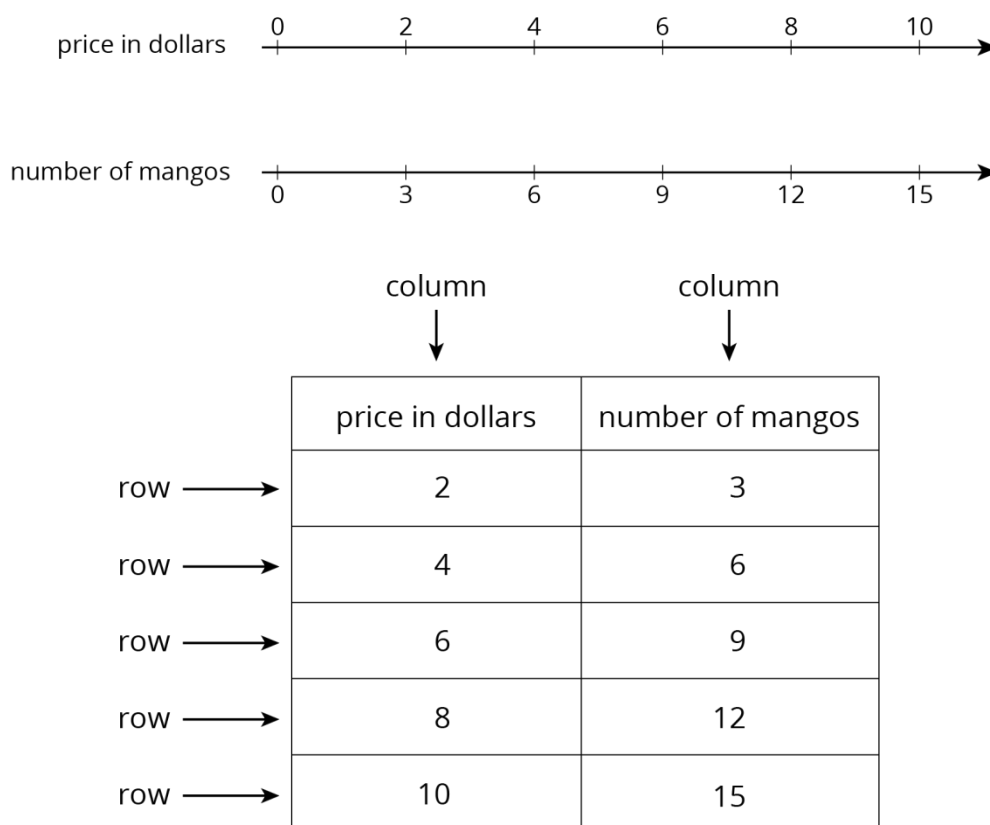 0 2 4 6 8 10
price in dollars
number of mangos
0 3 6 9 12 15
column column
price in dollars number of mangos
row 2 3
row 4 6
row 6 9
row 8 12
row 10 15